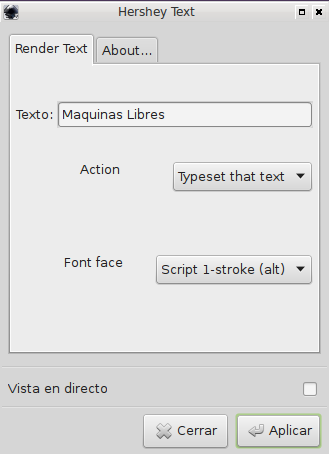 Hershey Text
Render Text
About...
Texto:
Maquinas Libres
Action
Typeset that text
Font face
Script 1-stroke (alt)
Vista en directo
Cerrar
Aplicar